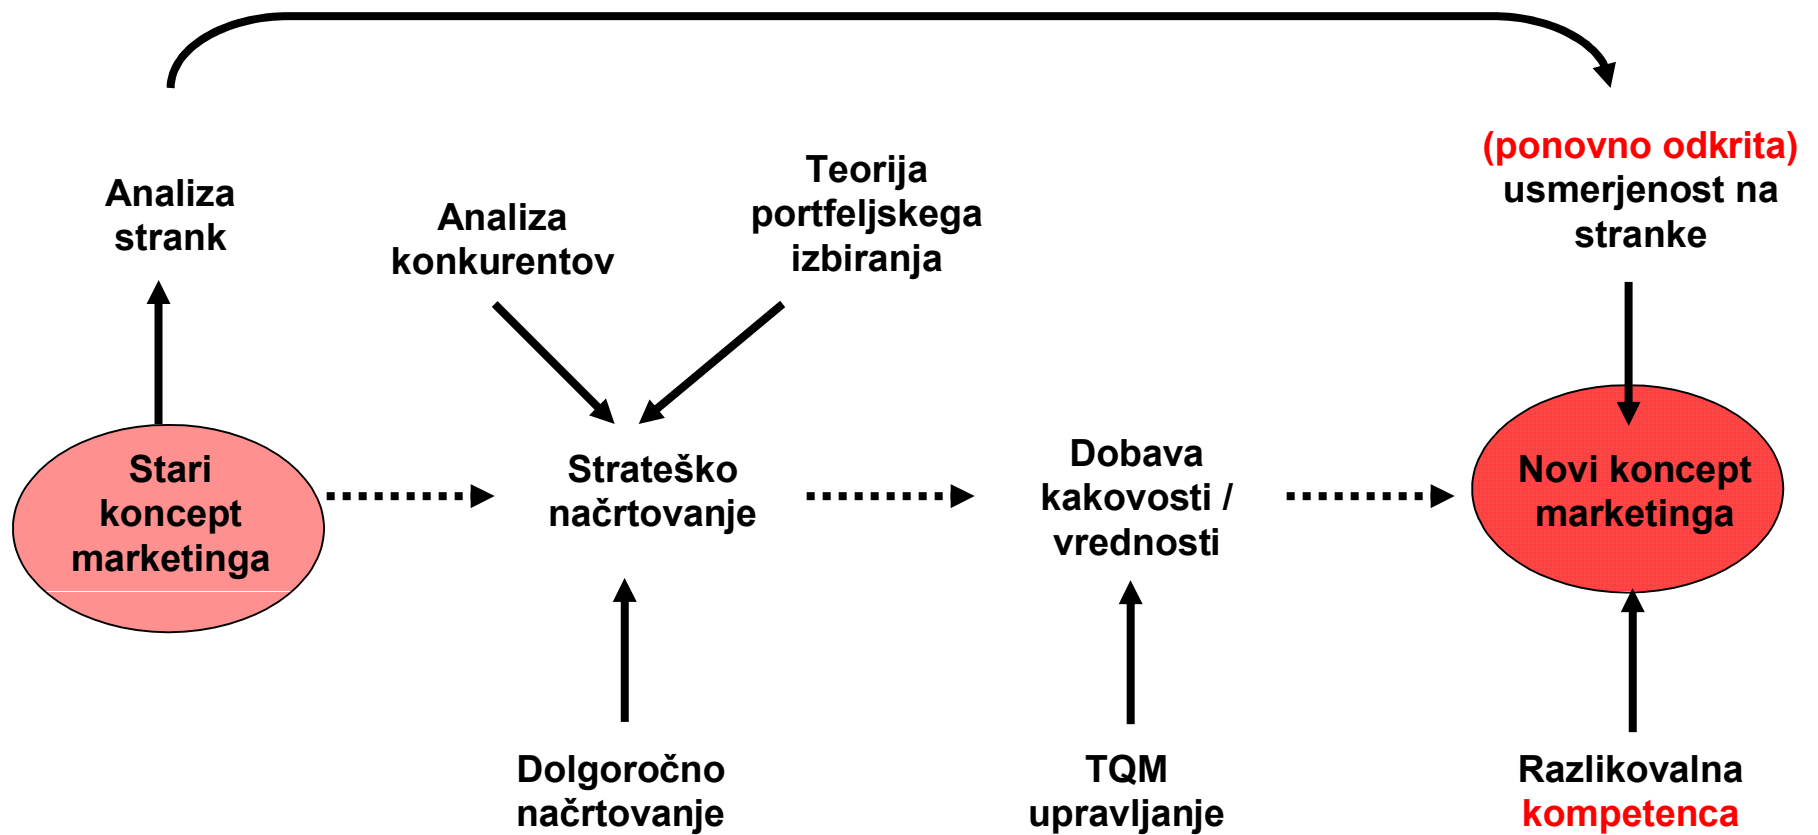 (ponovno odkrita)
usmerjenost na
stranke
Analiza
strank
Analiza
konkurentov
Teorija
portfeljskega
izbiranja
Stari
koncept
marketinga
Strateško
načrtovanje
Dobava
kakovosti /
vrednosti
Novi koncept
marketinga
Dolgoročno
načrtovanje
TQM
upravljanje
Razlikovalna
kompetenca